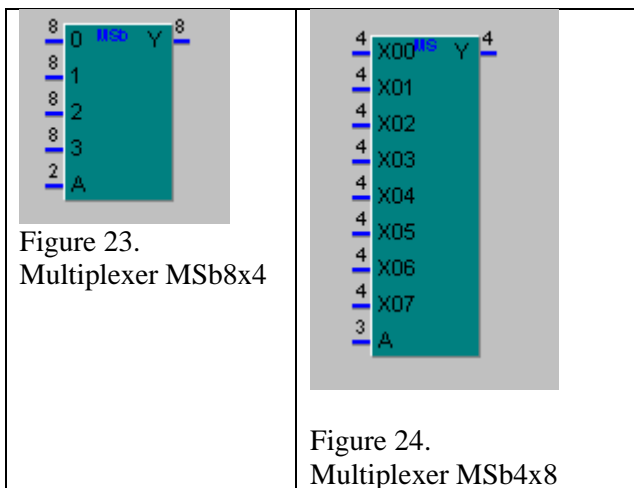 8 0 MSb Y 8
8 1
8 2
8 3
2 A
Figure 23.
Multiplexer MSb8x4
4 X00 MS Y 4
4 X01
4 X02
4 X03
4 X04
4 X05
4 X06
4 X07
3 A
Figure 24.
Multiplexer MSb4x8